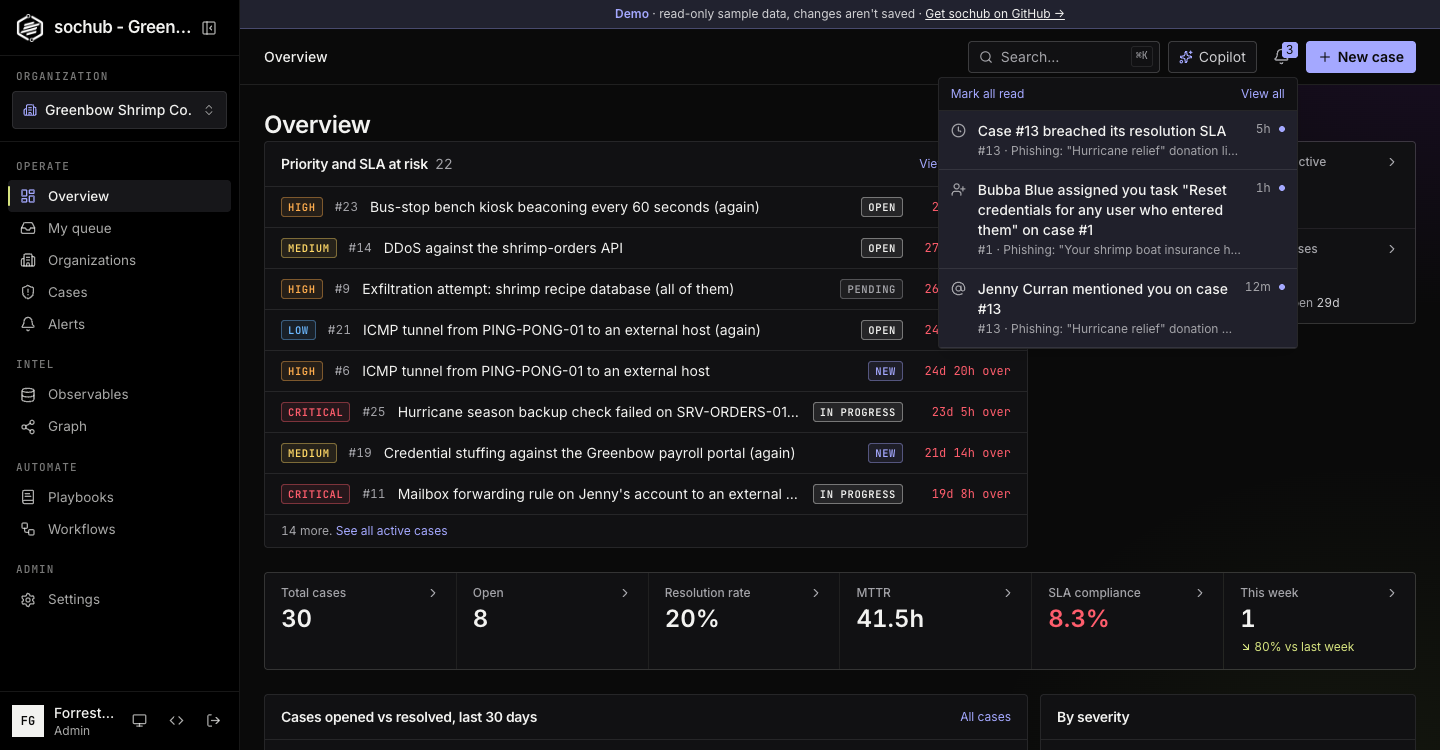 sochub - Green...
ORGANIZATION
Greenbow Shrimp Co.
OPERATE
Overview
My queue
Organizations
Cases
Alerts
INTEL
Observables
Graph
AUTOMATE
Playbooks
Workflows
ADMIN
Settings
FG
Forrest...
Admin
Demo · read-only sample data, changes aren't saved · Get sochub on GitHub →
Overview
Search...
⌘K
Copilot
3
New case
Mark all read
View all
Case #13 breached its resolution SLA
5h
#13 · Phishing: "Hurricane relief" donation li...
Bubba Blue assigned you task "Reset
1h
credentials for any user who entered
them" on case #1
#1 · Phishing: "Your shrimp boat insurance h...
Jenny Curran mentioned you on case
12m
#13
#13 · Phishing: "Hurricane relief" donation ...
Overview
Priority and SLA at risk 22
HIGH #23 Bus-stop bench kiosk beaconing every 60 seconds (again) OPEN
MEDIUM #14 DDoS against the shrimp-orders API OPEN 27
HIGH #9 Exfiltration attempt: shrimp recipe database (all of them) PENDING 26
LOW #21 ICMP tunnel from PING-PONG-01 to an external host (again) OPEN 24
HIGH #6 ICMP tunnel from PING-PONG-01 to an external host NEW 24d 20h over
CRITICAL #25 Hurricane season backup check failed on SRV-ORDERS-01... IN PROGRESS 23d 5h over
MEDIUM #19 Credential stuffing against the Greenbow payroll portal (again) NEW 21d 14h over
CRITICAL #11 Mailbox forwarding rule on Jenny's account to an external ... IN PROGRESS 19d 8h over
14 more. See all active cases
29d
Total cases
30
Open
8
Resolution rate
20%
MTTR
41.5h
SLA compliance
8.3%
This week
1
↘ 80% vs last week
Cases opened vs resolved, last 30 days
All cases
By severity